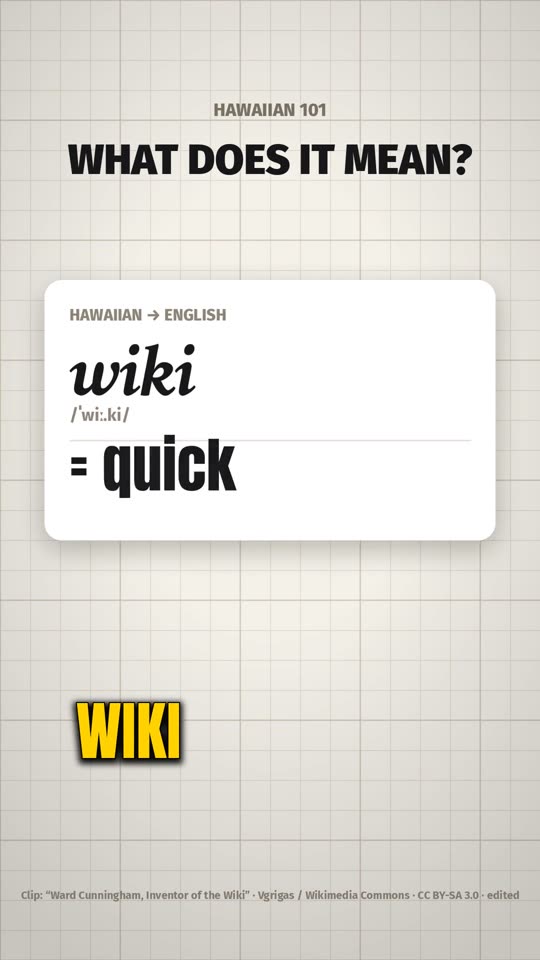 HAWAIIAN 101
WHAT DOES IT MEAN?
HAWAIIAN → ENGLISH
wiki
/ˈwiː.ki/
= quick
WIKI
Clip: “Ward Cunningham, Inventor of the Wiki” · Vgrigas / Wikimedia Commons · CC BY-SA 3.0 · edited